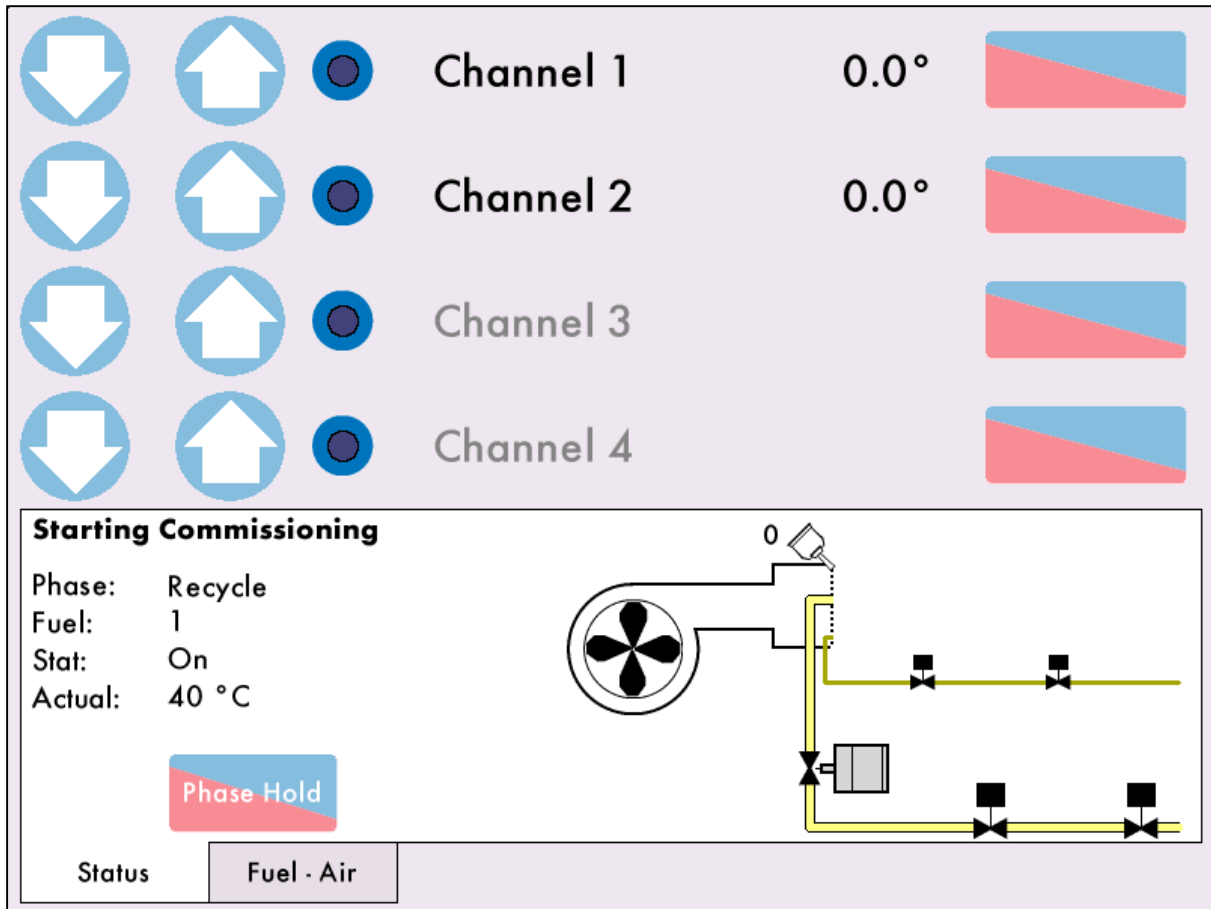 Channel 1 0.0°
Channel 2 0.0°
Channel 3
Channel 4
Starting Commissioning
0
Phase: Recycle
Fuel: 1
Stat: On
Actual: 40 °C
Phase Hold
Status Fuel - Air